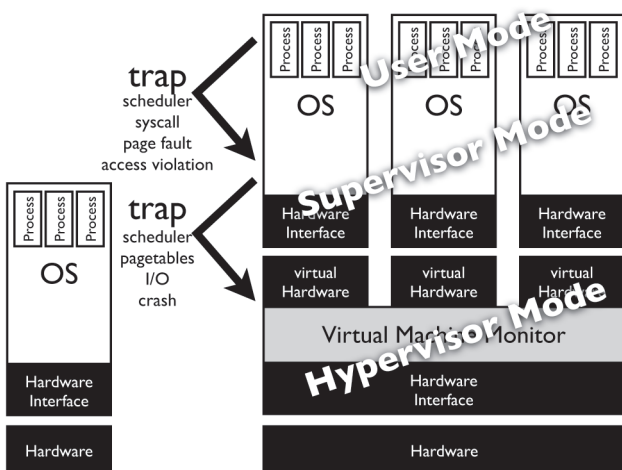 Process
Process
Process
OS
Hardware
Interface
Hardware
trap
scheduler
syscall
page fault
access violation
trap
scheduler
pagetables
I/O
crash
User Mode
Process
Process
Process
Process
Process
Process
Process
Process
Process
OS
OS
OS
Supervisor Mode
Hardware
Interface
Hardware
Interface
Hardware
Interface
virtual
Hardware
virtual
Hardware
virtual
Hardware
Virtual Machine Monitor
Hypervisor Mode
Hardware
Interface
Hardware